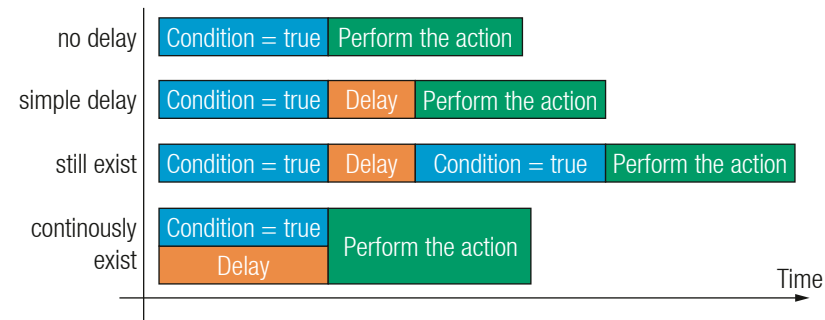 no delay Condition = true Perform the action
simple delay Condition = true Delay Perform the action
still exist Condition = true Delay Condition = true Perform the action
continously Condition = true
exist Delay Perform the action
Time